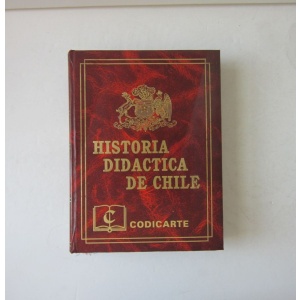 HISTORIA
DIDACTICA
DE CHILE
C
CODICARTE